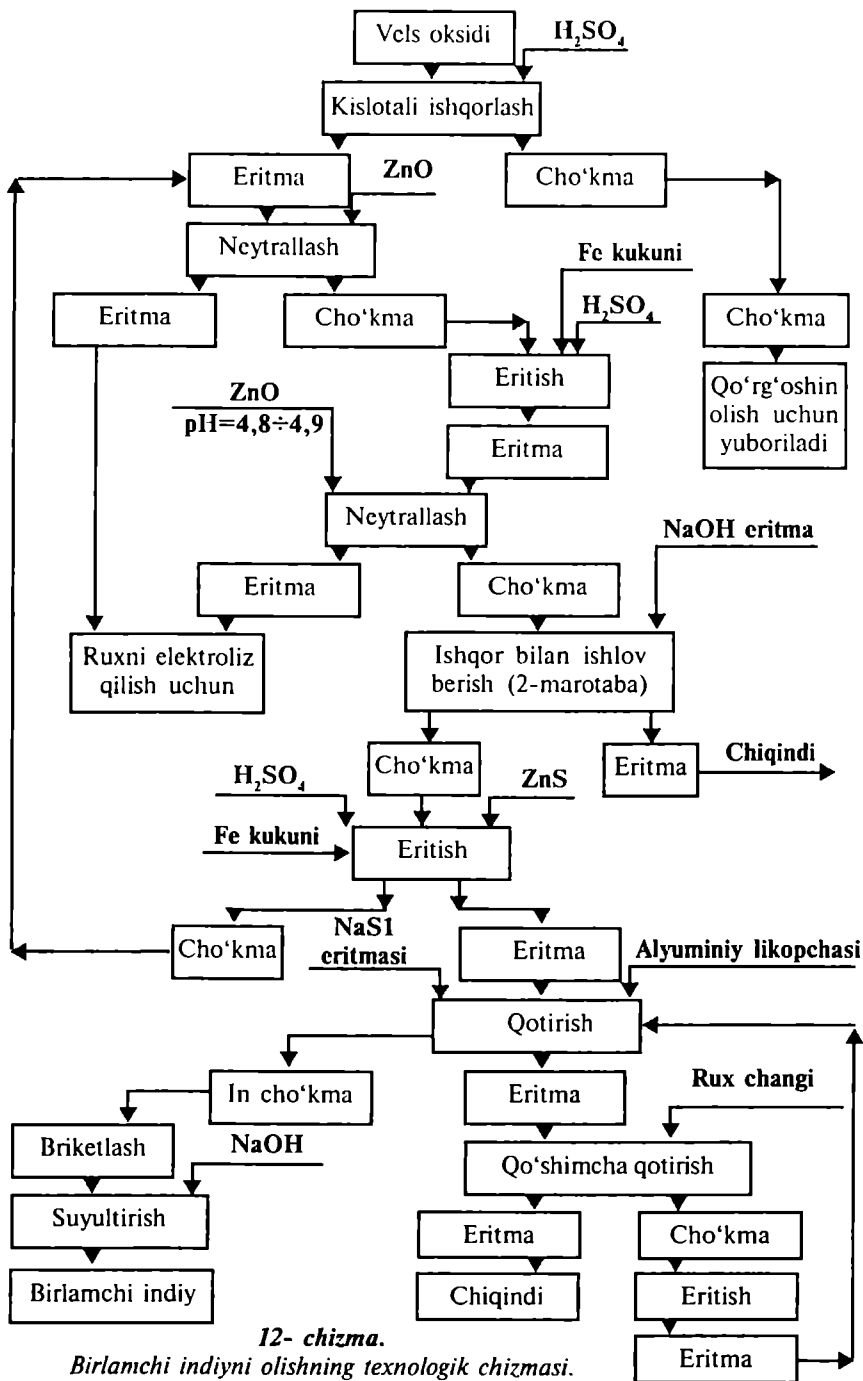 Vels oksidi
H₂SO₄
Kislotali ishqorlash
Eritma
ZnO
Cho‘kma
Neytrallash
Fe kukuni
Eritma
Cho‘kma
H₂SO₄
Cho‘kma
Eritish
Qo‘rg‘oshin
olish uchun
yuboriladi
ZnO
pH=4,8÷4,9
Eritma
Neytrallash
NaOH eritma
Eritma
Cho‘kma
Ruxni elektroliz
qilish uchun
Ishqor bilan ishlov
berish (2-marotaba)
Cho‘kma
Eritma
Chiqindi
H₂SO₄
ZnS
Fe kukuni
Eritish
Cho‘kma
NaS1
eritmasi
Eritma
Alyuminiy likopchasi
Qotirish
In cho‘kma
Eritma
Rux changi
Briketlash
NaOH
Qo‘shimcha qotirish
Suyultirish
Eritma
Cho‘kma
Birlamchi indiy
Chiqindi
Eritish
Eritma
12- chizma.
Birlamchi indiyni olishning texnologik chizmasi.